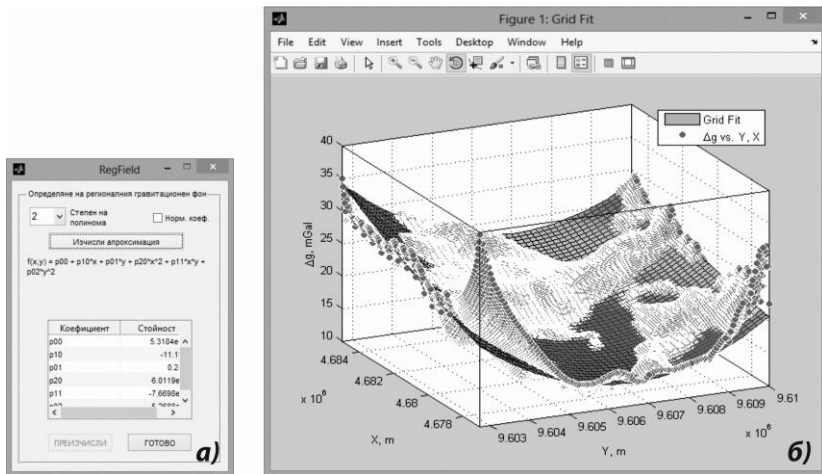 RegField
Определяне на регионалния гравитационен фон
2
Степен на полинома
Норм. коеф.
Изчисли апроксимация
f(x,y) = p00 + p10*x + p01*y + p20*x^2 + p11*x*y +
p02*y^2
Коефициент Стойност
p00 5.3184e
p10 -11.1
p01 0.2
p20 6.0119e
p11 -7.6698e
ПРЕИЗЧИСЛИ ГОТОВО
а)
Figure 1: Grid Fit
File Edit View Insert Tools Desktop Window Help
Grid Fit
Δg vs. Y, X
40
35
30
25
20
15
10
Δg, mGal
4.684
4.682
4.68
4.678
x 10^6
X, m
9.603
9.604
9.605
9.606
9.607
9.608
9.609
9.61
x 10^6
Y, m
б)